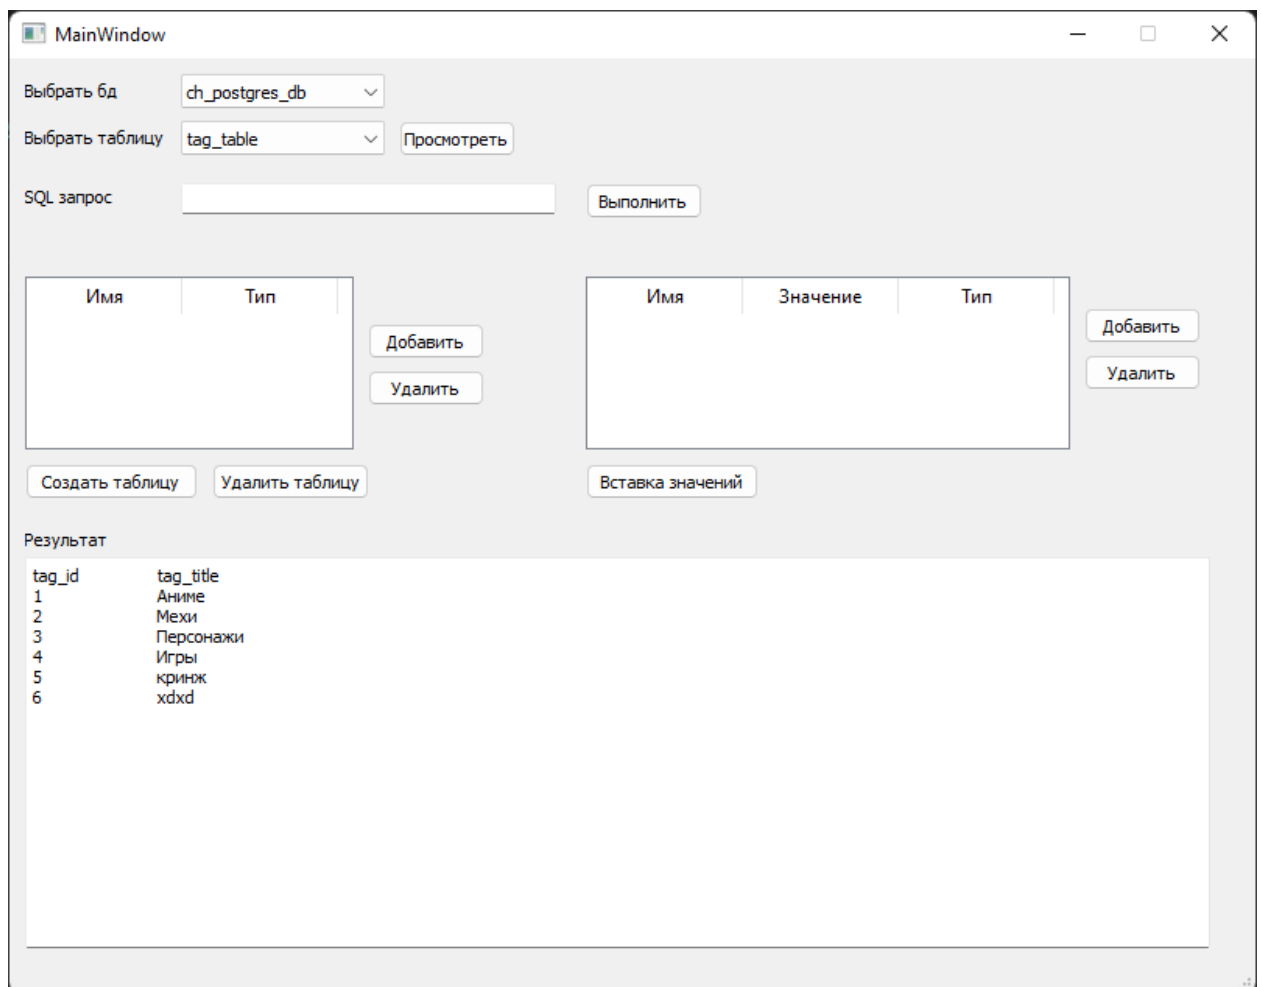 MainWindow
Выбрать бд ch_postgres_db
Выбрать таблицу tag_table Просмотреть
SQL запрос Выполнить
Имя Тип Имя Значение Тип
Добавить Добавить
Удалить Удалить
Создать таблицу Удалить таблицу Вставка значений
Результат
tag_id tag_title
1 Аниме
2 Мехи
3 Персонажи
4 Игры
5 кринж
6 xdxd